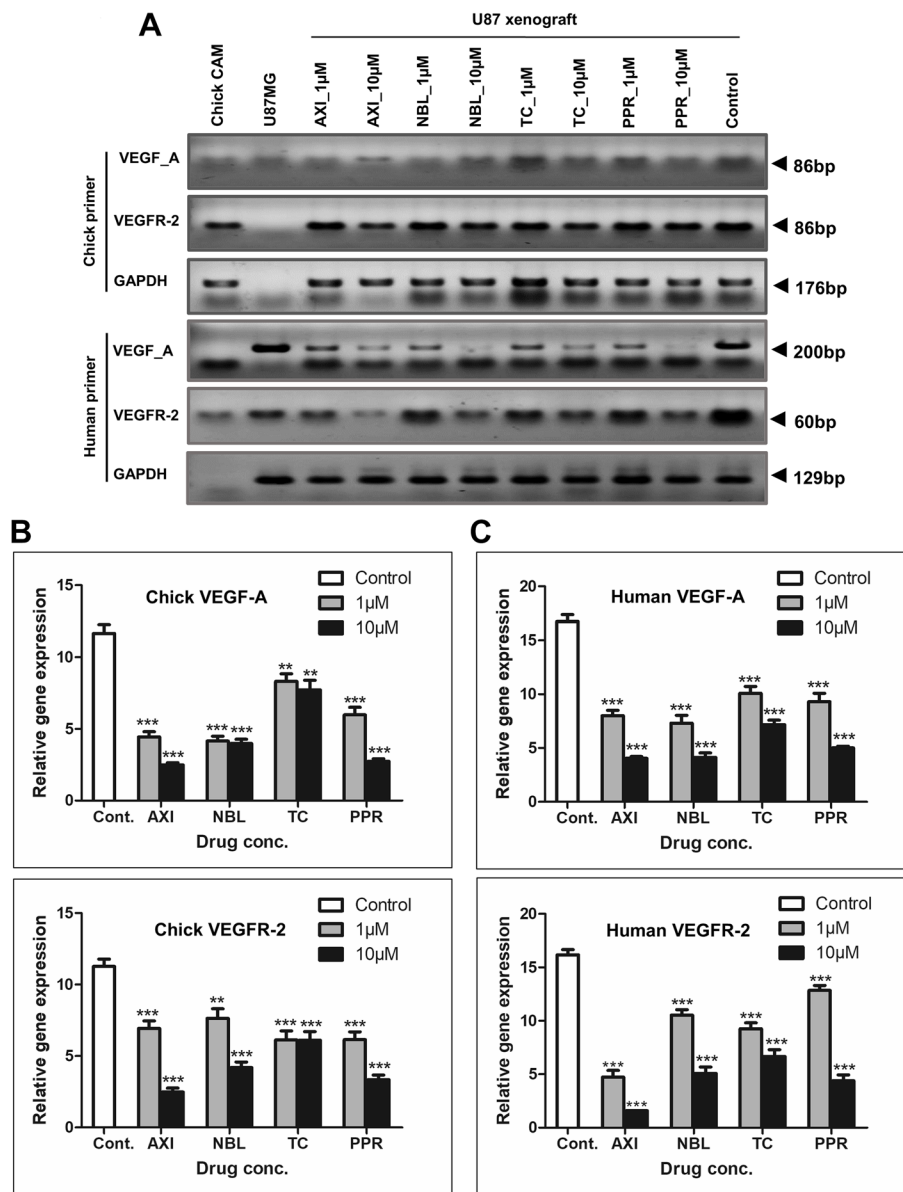 A
U87 xenograft
Chick CAM
U87MG
AXI_1µM
AXI_10µM
NBL_1µM
NBL_10µM
TC_1µM
TC_10µM
PPR_1µM
PPR_10µM
Control
Chick primer
VEGF_A
86bp
VEGFR-2
86bp
GAPDH
176bp
Human primer
VEGF_A
200bp
VEGFR-2
60bp
GAPDH
129bp
B
Chick VEGF-A
Control
1µM
10µM
Relative gene expression
15
10
5
0
***
***
***
***
**
**
***
***
Cont. AXI NBL TC PPR
Drug conc.
Chick VEGFR-2
Control
1µM
10µM
Relative gene expression
15
10
5
0
***
***
**
***
***
***
***
***
Cont. AXI NBL TC PPR
Drug conc.
C
Human VEGF-A
Control
1µM
10µM
Relative gene expression
20
15
10
5
0
***
***
***
***
***
***
***
***
Cont. AXI NBL TC PPR
Drug conc.
Human VEGFR-2
Control
1µM
10µM
Relative gene expression
20
15
10
5
0
***
***
***
***
***
***
***
***
Cont. AXI NBL TC PPR
Drug conc.